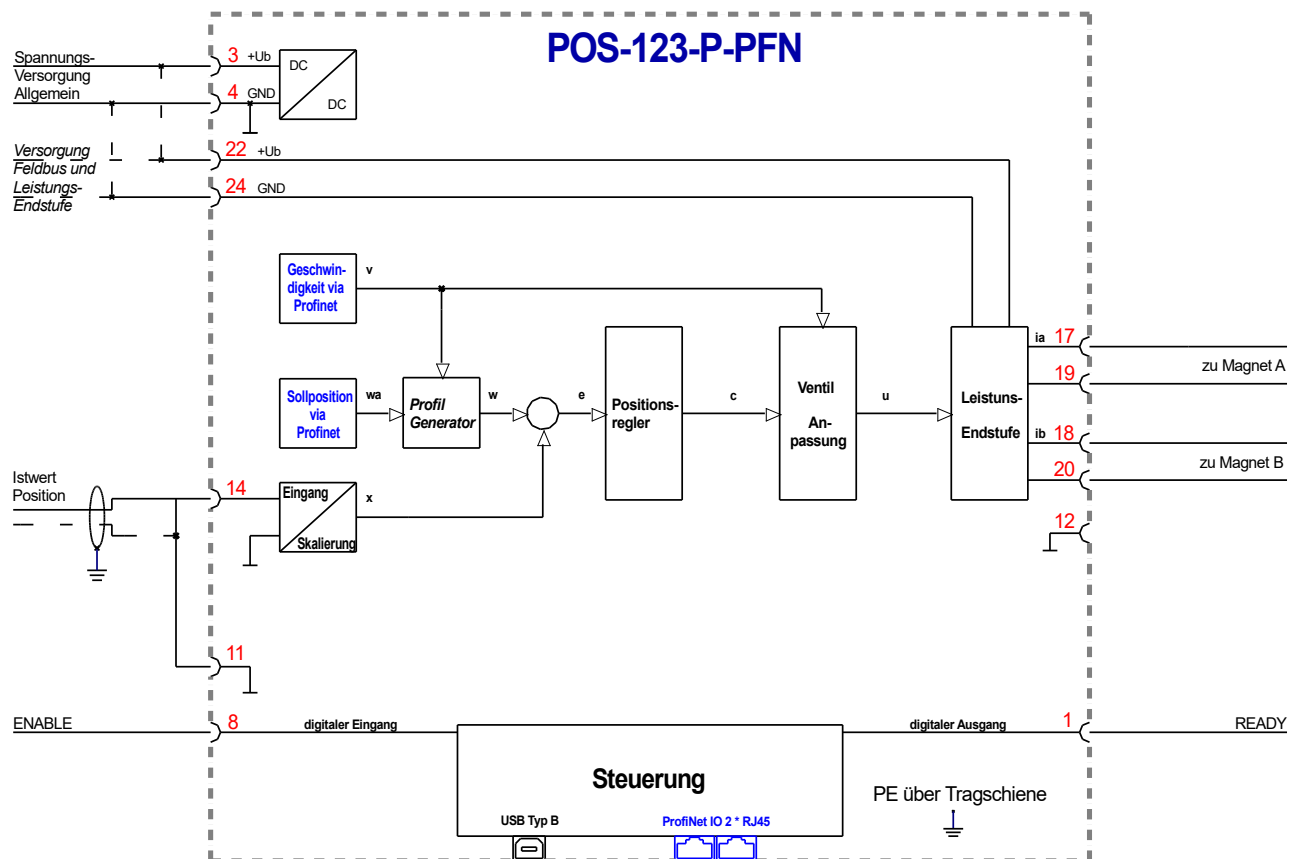 POS-123-P-PFN
Spannungs-
Versorgung
Allgemein
3 +Ub
4 GND
DC
DC
Versorgung
Feldbus und
Leistungs-
Endstufe
22 +Ub
24 GND
Geschwin-
digkeit via
Profinet
v
Sollposition
via
Profinet
wa
Profil
Generator
w
e
Positions-
regler
c
Ventil
An-
passung
u
Leistuns-
Endstufe
ia 17
19
zu Magnet A
ib 18
20
zu Magnet B
12
Istwert
Position
14
Eingang
Skalierung
x
11
ENABLE
8
digitaler Eingang
digitaler Ausgang
1
READY
Steuerung
USB Typ B
ProfiNet IO 2 * RJ45
PE über Tragschiene